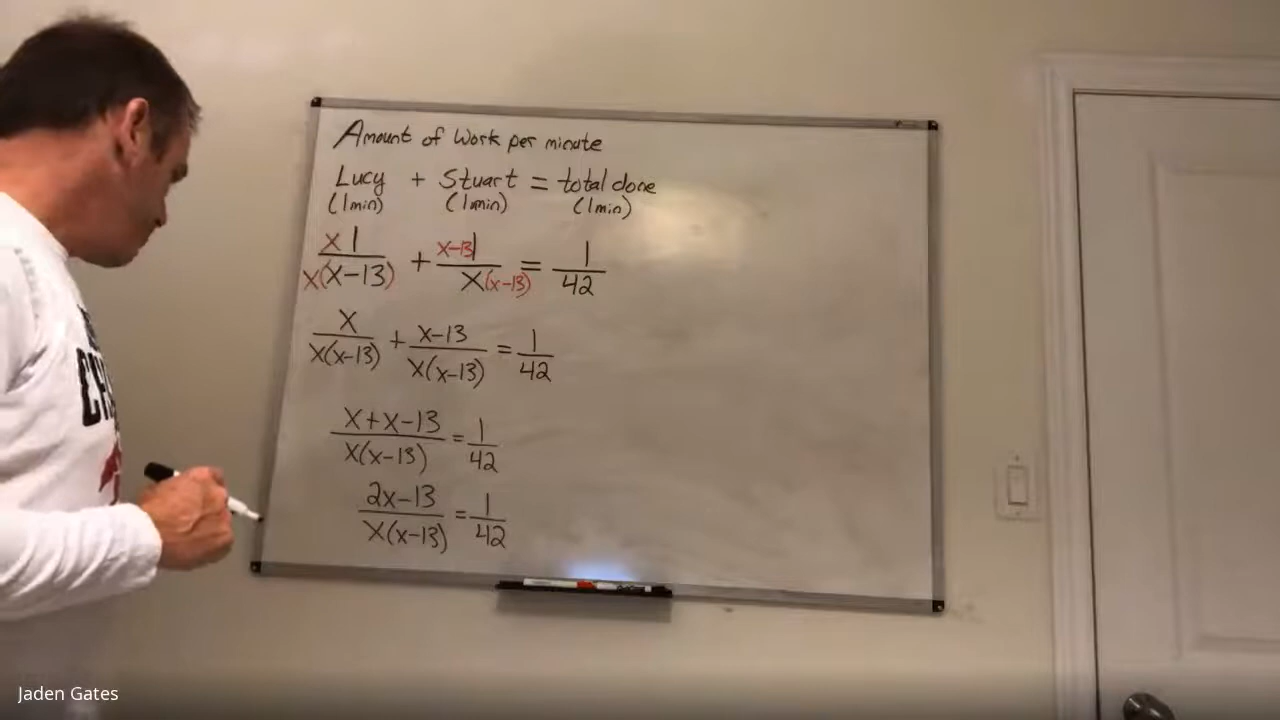 Amount of Work per minute
Lucy + Stuart = total done
(1min) (1min) (1min)
x1/x(x-13) + x-13 1/x(x-13) = 1/42
x/x(x-13) + x-13/x(x-13) = 1/42
x+x-13/x(x-13) = 1/42
2x-13/x(x-13) = 1/42
Jaden Gates